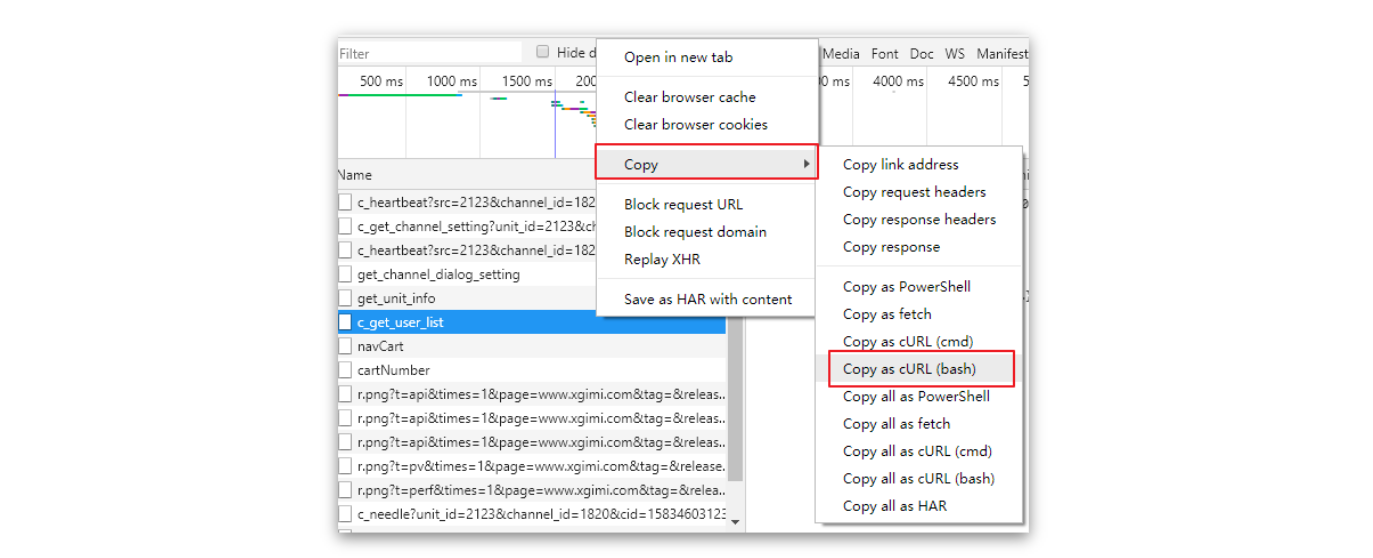 Filter
Hide d
Media Font Doc WS Manifest
500 ms 1000 ms 1500 ms 200
00 ms 4000 ms 4500 ms 5
Name
c_heartbeat?src=2123&channel_id=182
c_get_channel_setting?unit_id=2123&ch
c_heartbeat?src=2123&channel_id=182
get_channel_dialog_setting
get_unit_info
c_get_user_list
navCart
cartNumber
r.png?t=api&times=1&page=www.xgimi.com&tag=&releas..
r.png?t=api&times=1&page=www.xgimi.com&tag=&releas..
r.png?t=api&times=1&page=www.xgimi.com&tag=&releas..
r.png?t=pv&times=1&page=www.xgimi.com&tag=&release.
r.png?t=perf&times=1&page=www.xgimi.com&tag=&relea..
c_needle?unit_id=2123&channel_id=1820&cid=15834603123
Open in new tab
Clear browser cache
Clear browser cookies
Copy
Block request URL
Block request domain
Replay XHR
Save as HAR with content
Copy link address
Copy request headers
Copy response headers
Copy response
Copy as PowerShell
Copy as fetch
Copy as cURL (cmd)
Copy as cURL (bash)
Copy all as PowerShell
Copy all as fetch
Copy all as cURL (cmd)
Copy all as cURL (bash)
Copy all as HAR